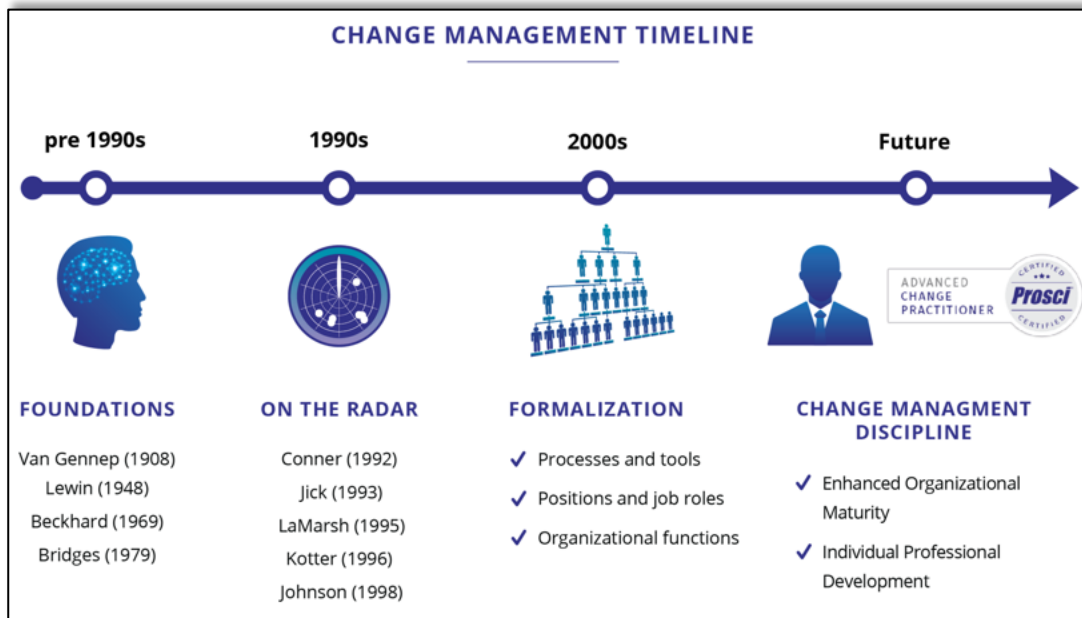 CHANGE MANAGEMENT TIMELINE
pre 1990s
1990s
2000s
Future
ADVANCED
CHANGE
PRACTITIONER
CERTIFIED
Prosci
CERTIFIED
FOUNDATIONS
Van Gennep (1908)
Lewin (1948)
Beckhard (1969)
Bridges (1979)
ON THE RADAR
Conner (1992)
Jick (1993)
LaMarsh (1995)
Kotter (1996)
Johnson (1998)
FORMALIZATION
Processes and tools
Positions and job roles
Organizational functions
CHANGE MANAGMENT
DISCIPLINE
Enhanced Organizational
Maturity
Individual Professional
Development